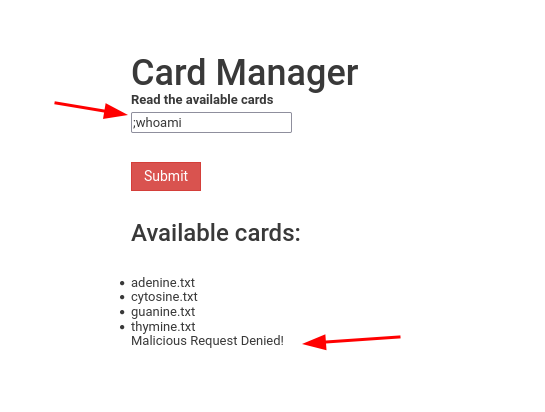 Card Manager
Read the available cards
;whoami
Submit
Available cards:
adenine.txt
cytosine.txt
guanine.txt
thymine.txt
Malicious Request Denied!